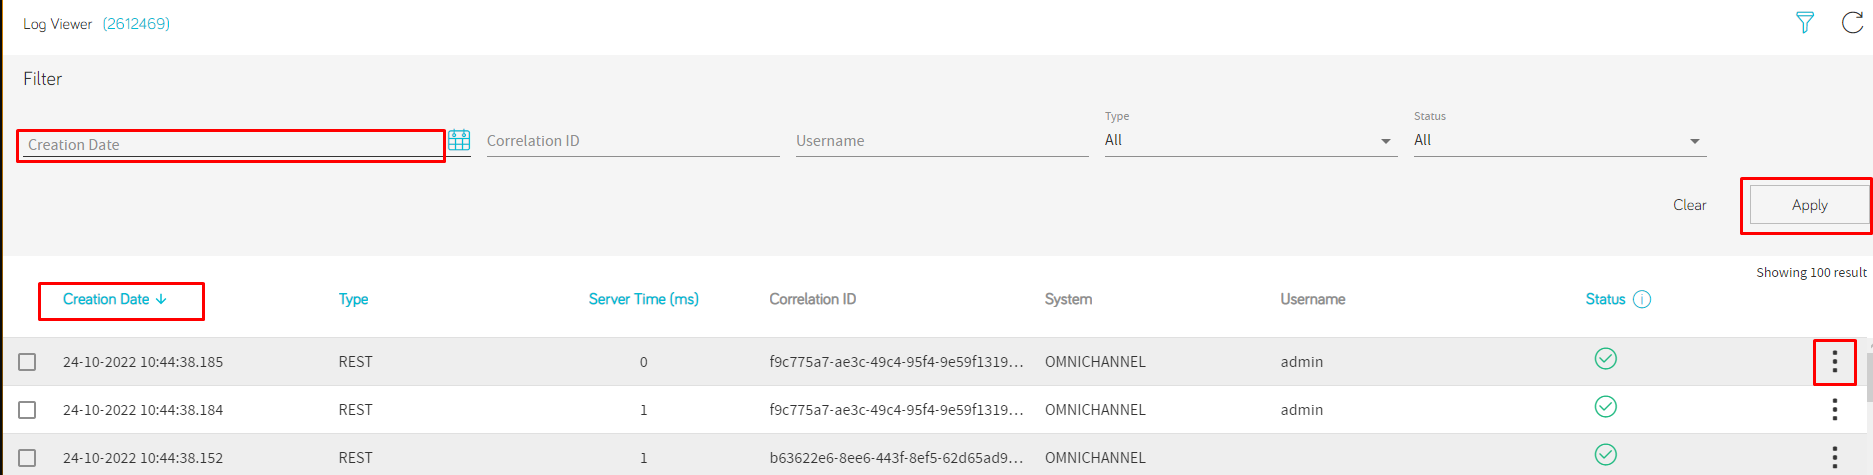 Log Viewer (2612469)
Filter
Creation Date
Correlation ID
Username
Type
All
Status
All
Clear
Apply
Showing 100 result
Creation Date Type Server Time (ms) Correlation ID System Username Status
24-10-2022 10:44:38.185 REST 0 f9c775a7-ae3c-49c4-95f4-9e59f1319... OMNICHANNEL admin
24-10-2022 10:44:38.184 REST 1 f9c775a7-ae3c-49c4-95f4-9e59f1319... OMNICHANNEL admin
24-10-2022 10:44:38.152 REST 1 b63622e6-8ee6-443f-8ef5-62d65ad9... OMNICHANNEL